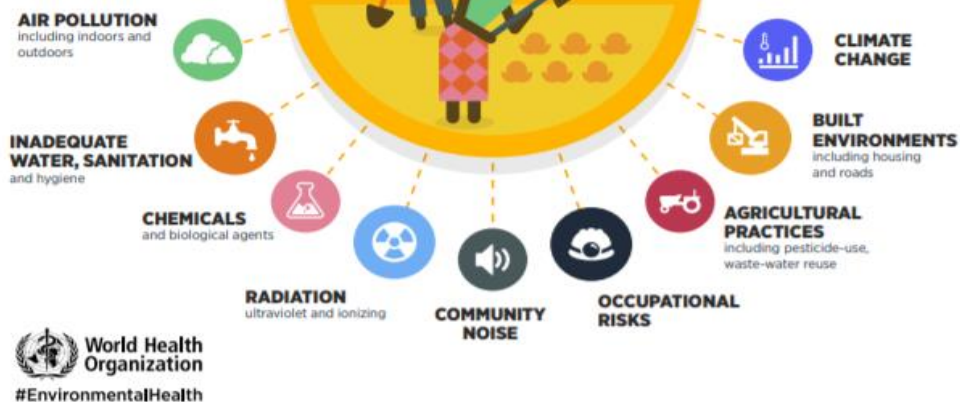 AIR POLLUTION
including indoors and
outdoors
CLIMATE
CHANGE
INADEQUATE
WATER, SANITATION
and hygiene
BUILT
ENVIRONMENTS
including housing
and roads
CHEMICALS
and biological agents
AGRICULTURAL
PRACTICES
including pesticide-use,
waste-water reuse
RADIATION
ultraviolet and ionizing
COMMUNITY
NOISE
OCCUPATIONAL
RISKS
World Health
Organization
#EnvironmentalHealth